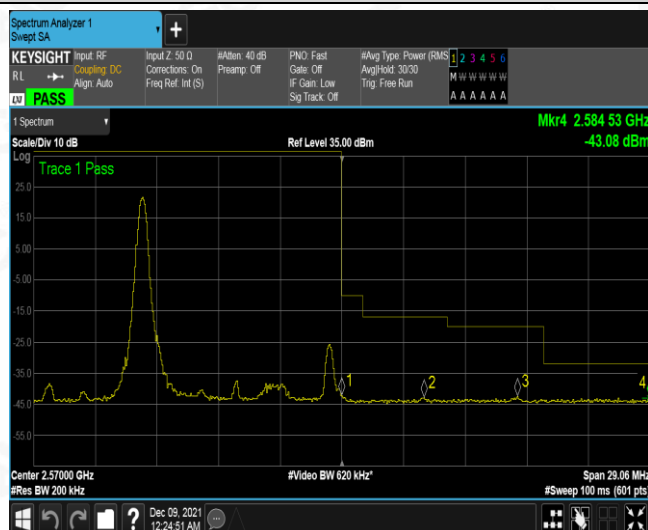 Spectrum Analyzer 1
Swept SA
+
KEYSIGHT Input: RF Input Z: 50 Ω #Atten: 40 dB PNO: Fast #Avg Type: Power (RMS 1 2 3 4 5 6
RL Coupling: DC Corrections: On Preamp: Off Gate: Off Avg|Hold: 30/30 M W W W W W
Align: Auto Freq Ref: Int (S) IF Gain: Low Trig: Free Run
LXI PASS Sig Track: Off A A A A A A
1 Spectrum Mkr4 2.584 53 GHz
Scale/Div 10 dB Ref Level 35.00 dBm -43.08 dBm
Log
Trace 1 Pass
25.0
15.0
5.00
-5.00
-15.0
-25.0
-35.0
1 2 3 4
-45.0
-55.0
Center 2.57000 GHz #Video BW 620 kHz* Span 29.06 MHz
#Res BW 200 kHz #Sweep 100 ms (601 pts)
? Dec 09, 2021
12:24:51 AM